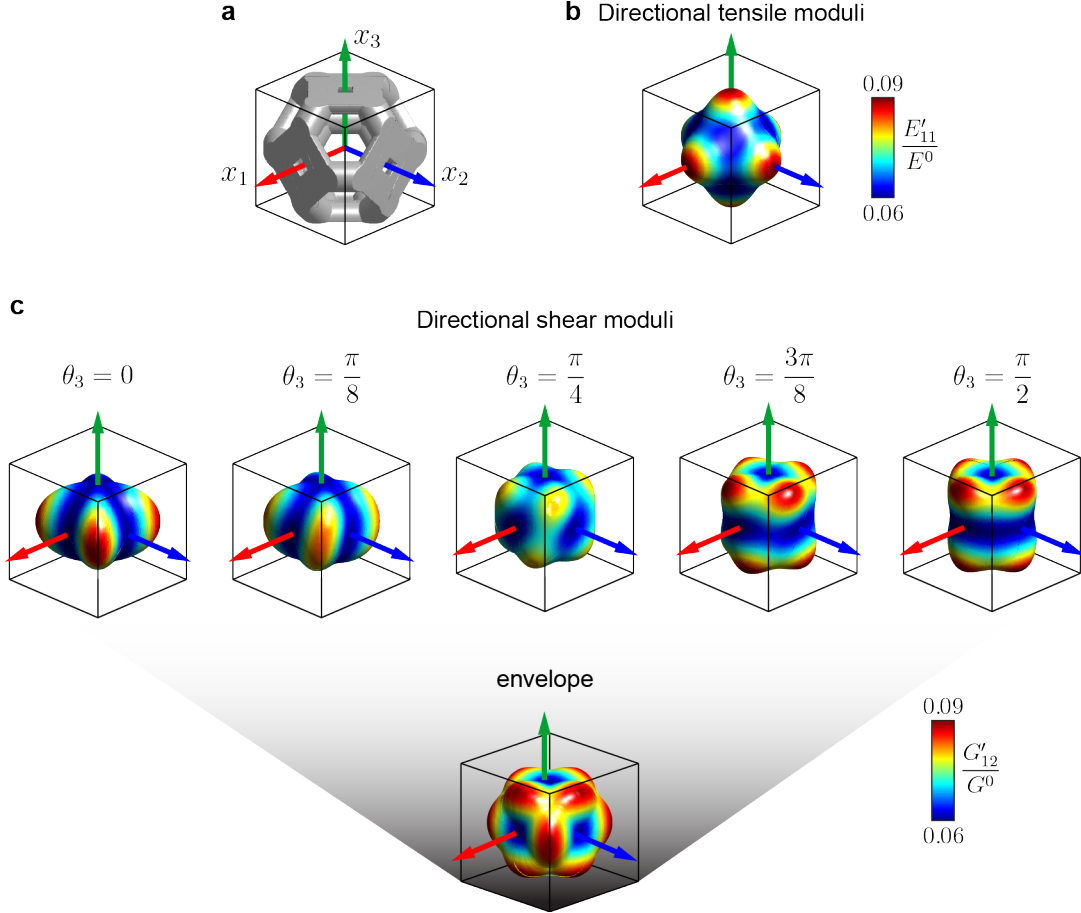 a
x₃
x₁
x₂
b Directional tensile moduli
0.09
E′₁₁
E⁰
0.06
c
Directional shear moduli
θ₃ = 0
θ₃ = π/8
θ₃ = π/4
θ₃ = 3π/8
θ₃ = π/2
envelope
0.09
G′₁₂
G⁰
0.06